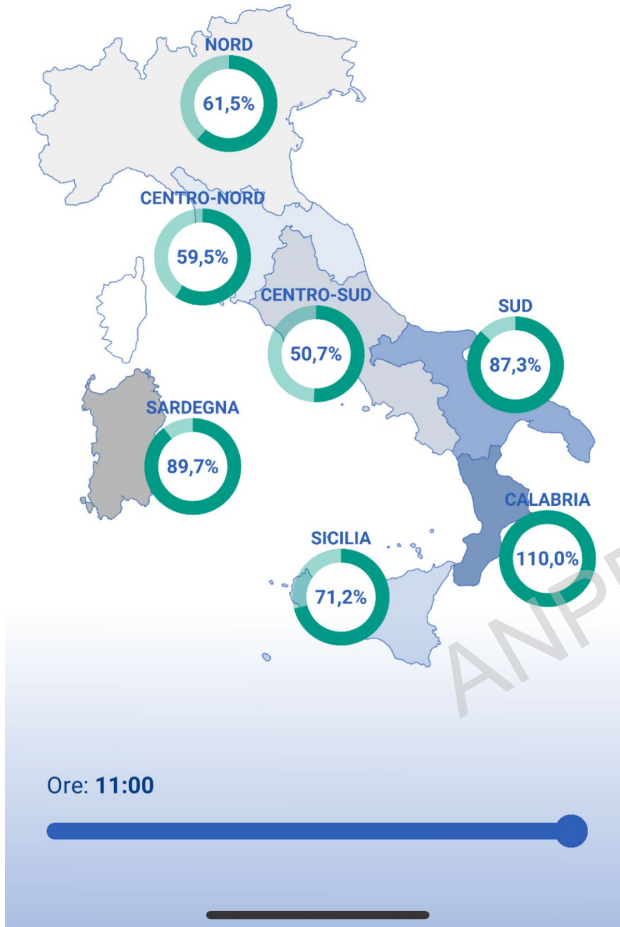 NORD
61,5%
CENTRO-NORD
59,5%
CENTRO-SUD
50,7%
SUD
87,3%
SARDEGNA
89,7%
CALABRIA
110,0%
SICILIA
71,2%
Ore: 11:00